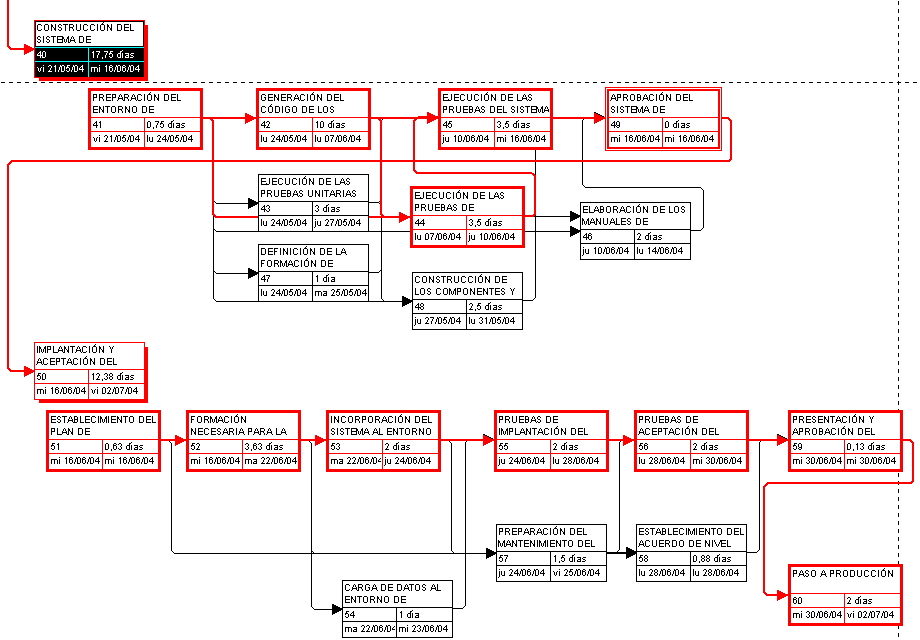 CONSTRUCCIÓN DEL
SISTEMA DE
40 17,75 días
vi 21/05/04 mi 16/06/04
PREPARACIÓN DEL
ENTORNO DE
41 0,75 días
vi 21/05/04 lu 24/05/04
GENERACIÓN DEL
CÓDIGO DE LOS
42 10 días
lu 24/05/04 lu 07/06/04
EJECUCIÓN DE LAS
PRUEBAS DEL SISTEMA
45 3,5 días
ju 10/06/04 mi 16/06/04
APROBACIÓN DEL
SISTEMA DE
49 0 días
mi 16/06/04 mi 16/06/04
EJECUCIÓN DE LAS
PRUEBAS UNITARIAS
43 3 días
lu 24/05/04 ju 27/05/04
EJECUCIÓN DE LAS
PRUEBAS DE
44 3,5 días
lu 07/06/04 ju 10/06/04
ELABORACIÓN DE LOS
MANUALES DE
46 2 días
ju 10/06/04 lu 14/06/04
DEFINICIÓN DE LA
FORMACIÓN DE
47 1 día
lu 24/05/04 ma 25/05/04
CONSTRUCCIÓN DE
LOS COMPONENTES Y
48 2,5 días
ju 27/05/04 lu 31/05/04
IMPLANTACIÓN Y
ACEPTACIÓN DEL
50 12,38 días
mi 16/06/04 vi 02/07/04
ESTABLECIMIENTO DEL
PLAN DE
51 0,63 días
mi 16/06/04 mi 16/06/04
FORMACIÓN
NECESARIA PARA LA
52 3,63 días
mi 16/06/04 ma 22/06/04
INCORPORACIÓN DEL
SISTEMA AL ENTORNO
53 2 días
ma 22/06/04 ju 24/06/04
PRUEBAS DE
IMPLANTACIÓN DEL
55 2 días
ju 24/06/04 lu 28/06/04
PRUEBAS DE
ACEPTACIÓN DEL
56 2 días
lu 28/06/04 mi 30/06/04
PRESENTACIÓN Y
APROBACIÓN DEL
59 0,13 días
mi 30/06/04 mi 30/06/04
PREPARACIÓN DEL
MANTENIMIENTO DEL
57 1,5 días
ju 24/06/04 vi 25/06/04
ESTABLECIMIENTO DEL
ACUERDO DE NIVEL
58 0,88 días
lu 28/06/04 lu 28/06/04
CARGA DE DATOS AL
ENTORNO DE
54 1 día
ma 22/06/04 mi 23/06/04
PASO A PRODUCCIÓN
60 2 días
mi 30/06/04 vi 02/07/04